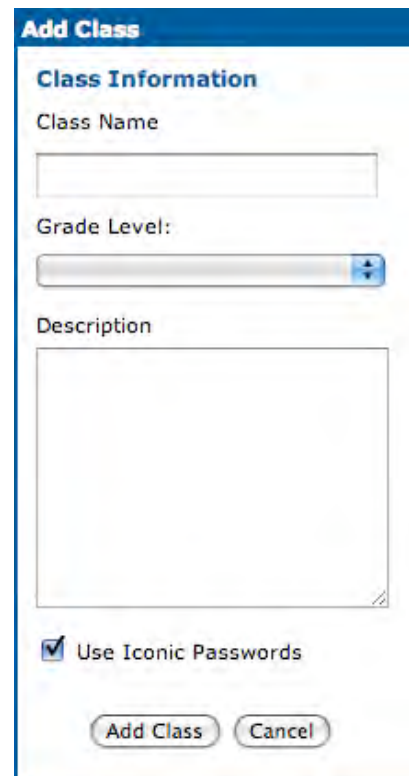 Add Class
Class Information
Class Name
Grade Level:
Description
Use Iconic Passwords
Add Class Cancel